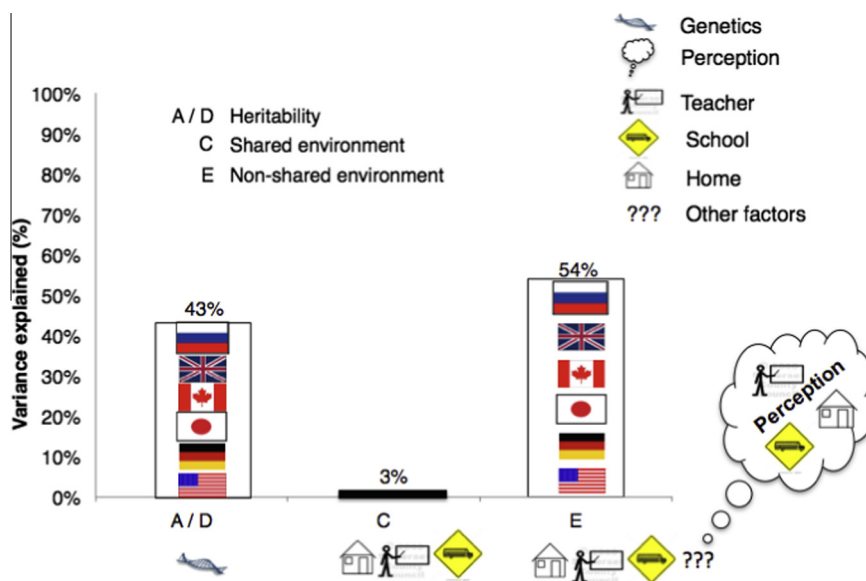 Genetics
Perception
Teacher
School
Home
??? Other factors
A / D Heritability
C Shared environment
E Non-shared environment
Variance explained (%)
100%
90%
80%
70%
60%
50%
40%
30%
20%
10%
0%
43%
3%
54%
A / D
C
E
???
Perception